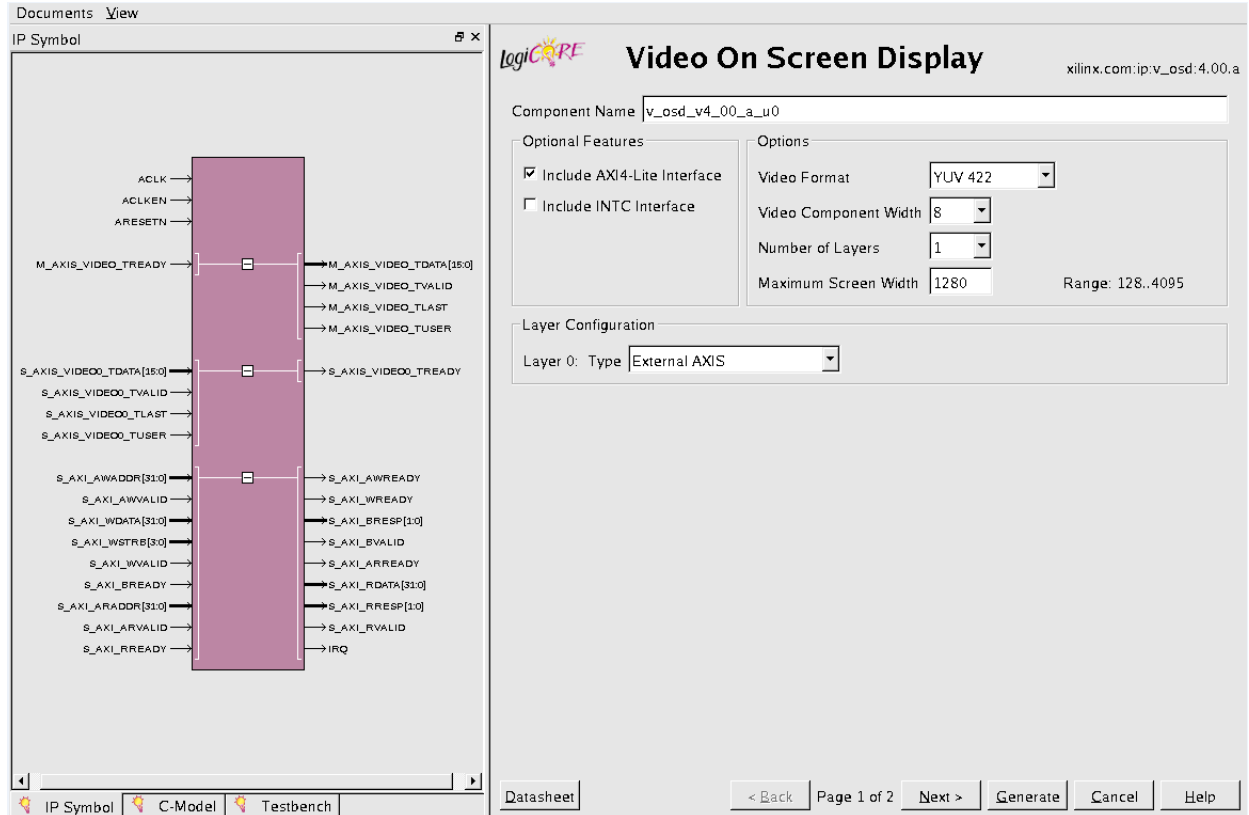 Documents View
IP Symbol
ACLK
ACLKEN
ARESETN
M_AXIS_VIDEO_TREADY
M_AXIS_VIDEO_TDATA[15:0]
M_AXIS_VIDEO_TVALID
M_AXIS_VIDEO_TLAST
M_AXIS_VIDEO_TUSER
S_AXIS_VIDEO0_TDATA[15:0]
S_AXIS_VIDEO0_TREADY
S_AXIS_VIDEO0_TVALID
S_AXIS_VIDEO0_TLAST
S_AXIS_VIDEO0_TUSER
S_AXI_AWADDR[31:0]
S_AXI_AWREADY
S_AXI_AWVALID
S_AXI_WREADY
S_AXI_WDATA[31:0]
S_AXI_BRESP[1:0]
S_AXI_WSTRB[3:0]
S_AXI_BVALID
S_AXI_WVALID
S_AXI_ARREADY
S_AXI_BREADY
S_AXI_RDATA[31:0]
S_AXI_ARADDR[31:0]
S_AXI_RRESP[1:0]
S_AXI_ARVALID
S_AXI_RVALID
S_AXI_RREADY
IRQ
IP Symbol C-Model Testbench
LogiCORE
Video On Screen Display
xilinx.com:ip:v_osd:4.00.a
Component Name v_osd_v4_00_a_u0
Optional Features
Include AXI4-Lite Interface
Include INTC Interface
Options
Video Format YUV 422
Video Component Width 8
Number of Layers 1
Maximum Screen Width 1280 Range: 128..4095
Layer Configuration
Layer 0: Type External AXIS
Datasheet < Back Page 1 of 2 Next > Generate Cancel Help